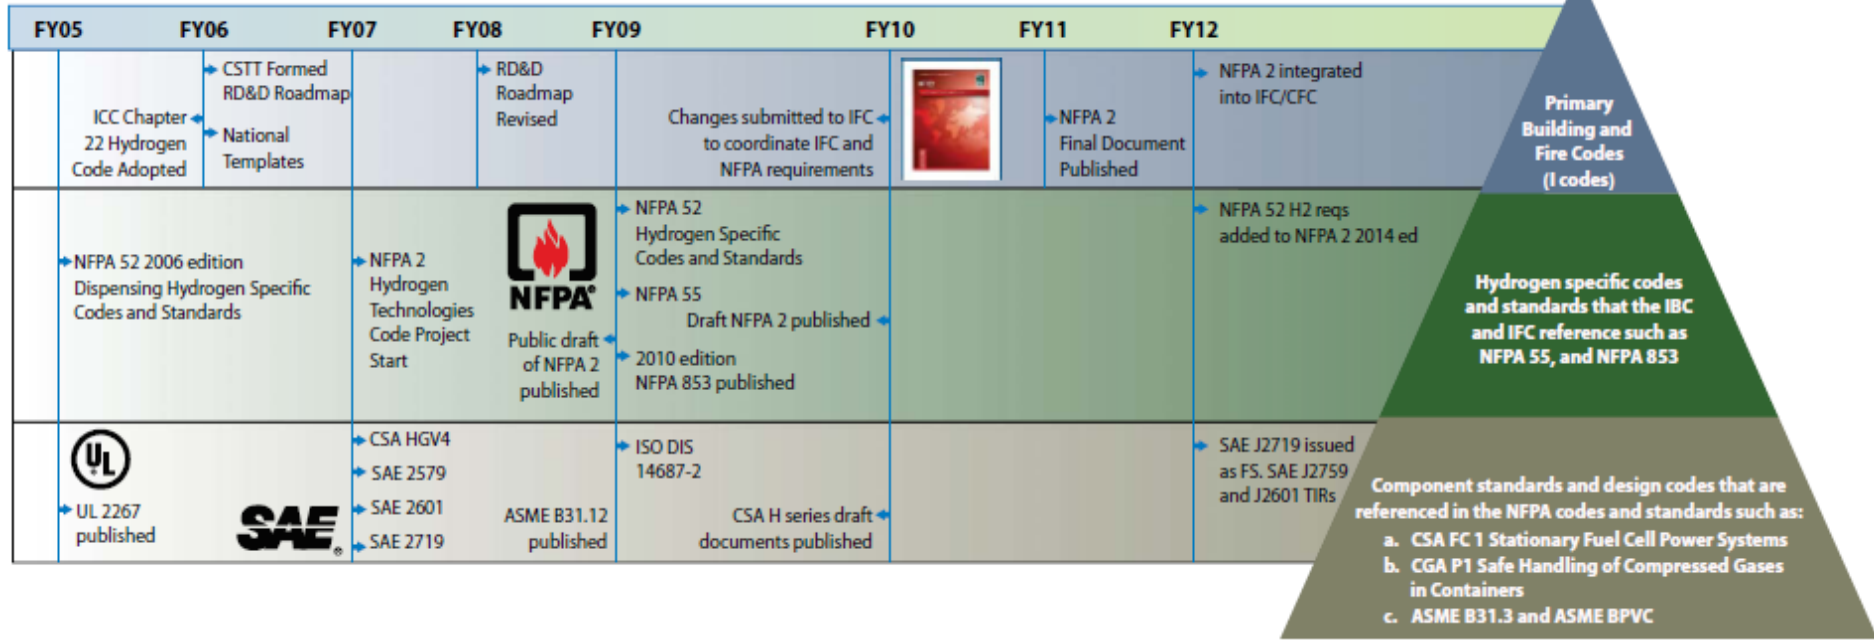 FY05 FY06 FY07 FY08 FY09 FY10 FY11 FY12
ICC Chapter
22 Hydrogen
Code Adopted
CSTT Formed
RD&D Roadmap
National
Templates
RD&D
Roadmap
Revised
Changes submitted to IFC
to coordinate IFC and
NFPA requirements
NFPA 2
Final Document
Published
NFPA 2 integrated
into IFC/CFC
Primary
Building and
Fire Codes
(I codes)
NFPA 52 2006 edition
Dispensing Hydrogen Specific
Codes and Standards
NFPA 2
Hydrogen
Technologies
Code Project
Start
NFPA®
Public draft
of NFPA 2
published
NFPA 52
Hydrogen Specific
Codes and Standards
NFPA 55
Draft NFPA 2 published
2010 edition
NFPA 853 published
NFPA 52 H2 reqs
added to NFPA 2 2014 ed
Hydrogen specific codes
and standards that the IBC
and IFC reference such as
NFPA 55, and NFPA 853
UL
UL 2267
published
SAE®
CSA HGV4
SAE 2579
SAE 2601
SAE 2719
ASME B31.12
published
ISO DIS
14687-2
CSA H series draft
documents published
SAE J2719 issued
as FS. SAE J2759
and J2601 TIRs
Component standards and design codes that are
referenced in the NFPA codes and standards such as:
a. CSA FC 1 Stationary Fuel Cell Power Systems
b. CGA P1 Safe Handling of Compressed Gases
in Containers
c. ASME B31.3 and ASME BPVC